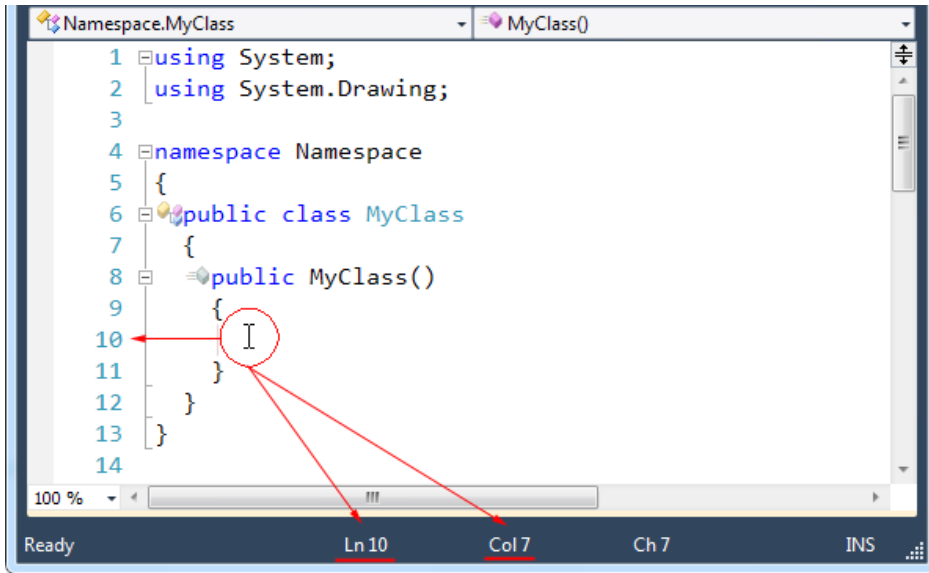 Namespace.MyClass MyClass()
1 using System;
2 using System.Drawing;
3
4 namespace Namespace
5 {
6 public class MyClass
7 {
8 public MyClass()
9 {
10
11 }
12 }
13 }
14
100 %
Ready Ln 10 Col 7 Ch 7 INS